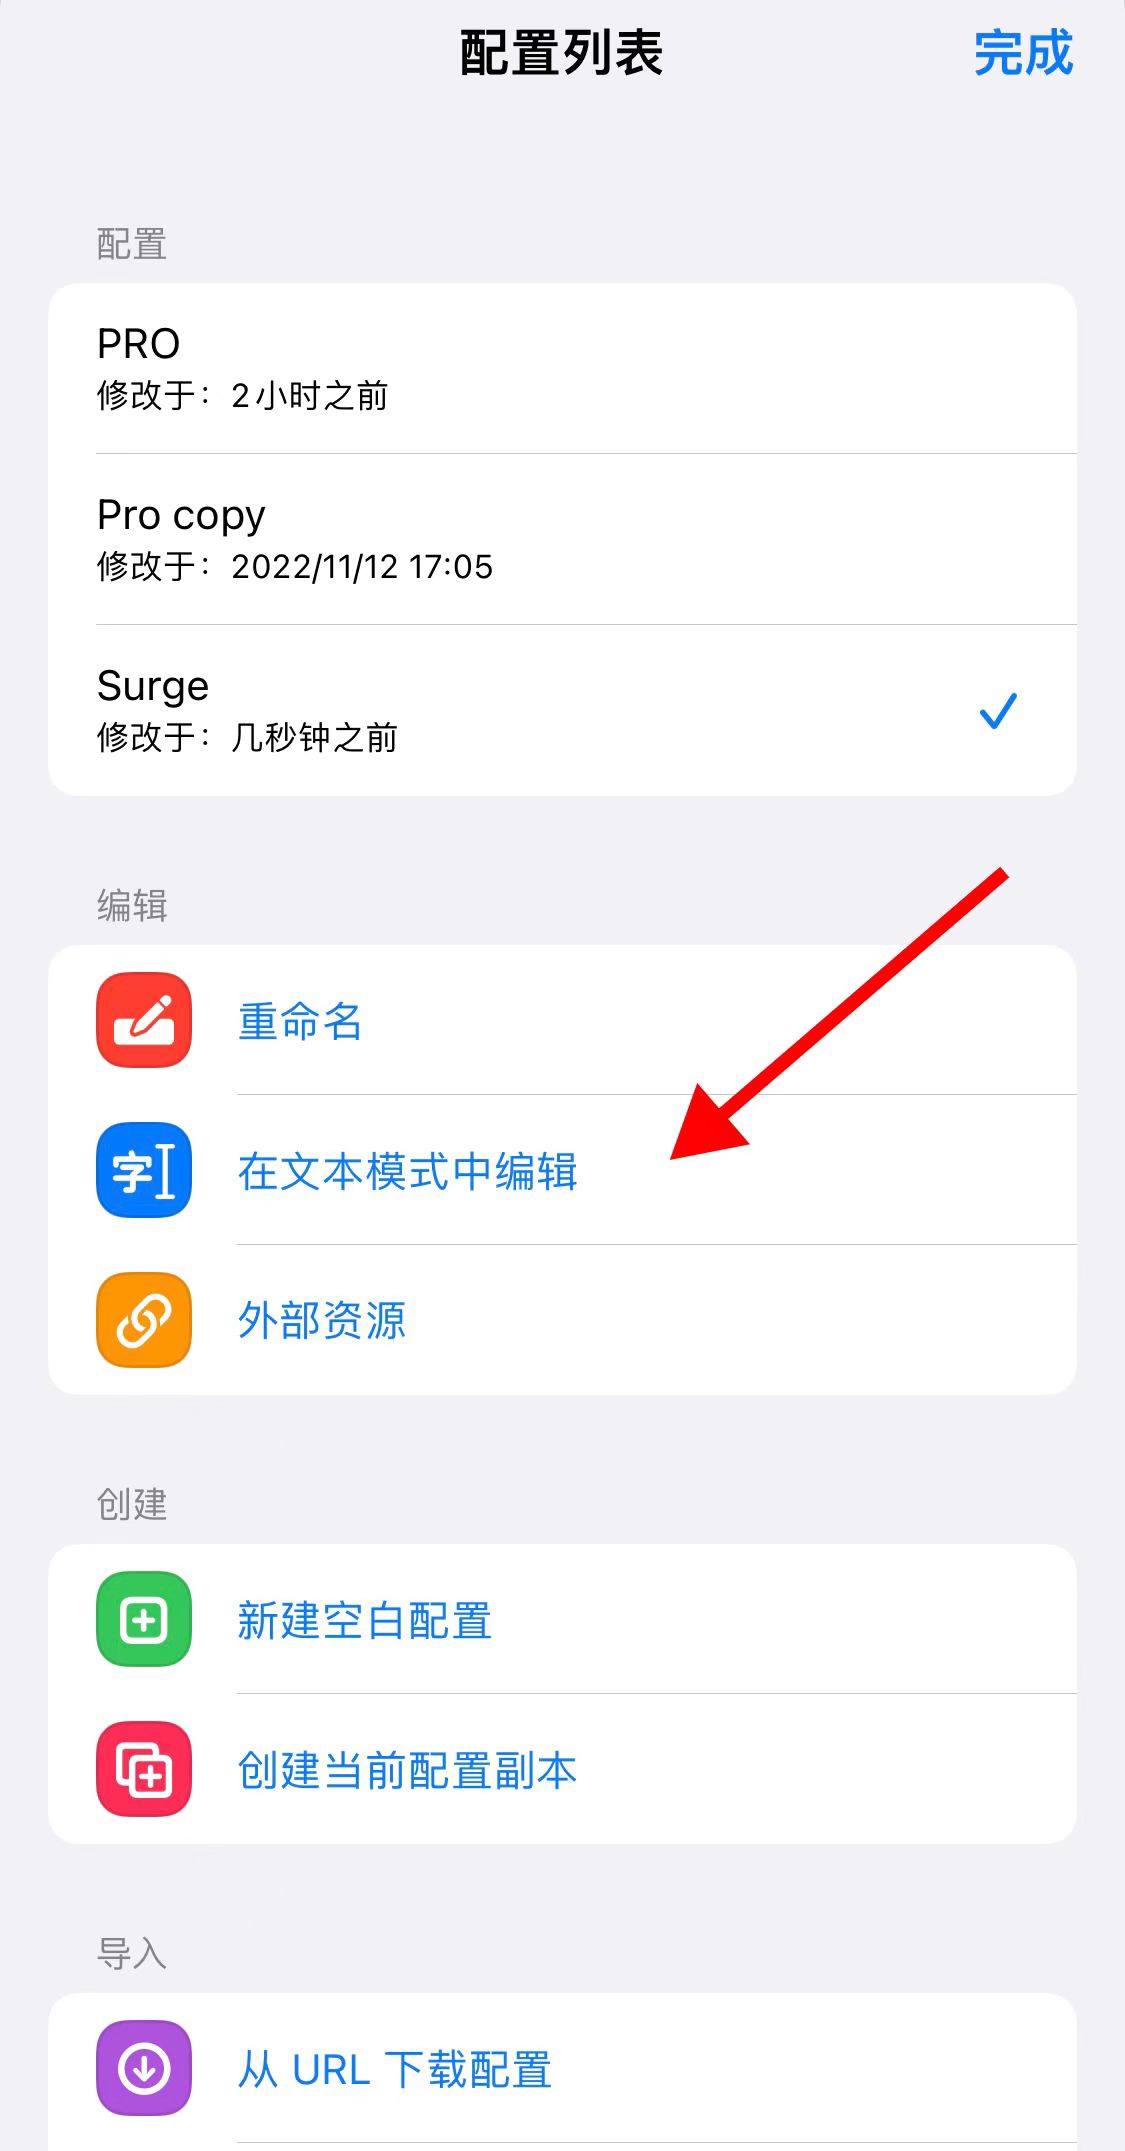 配置列表
完成
配置
PRO
修改于：2小时之前
Pro copy
修改于：2022/11/12 17:05
Surge
修改于：几秒钟之前
编辑
重命名
字
在文本模式中编辑
外部资源
创建
新建空白配置
创建当前配置副本
导入
从 URL 下载配置